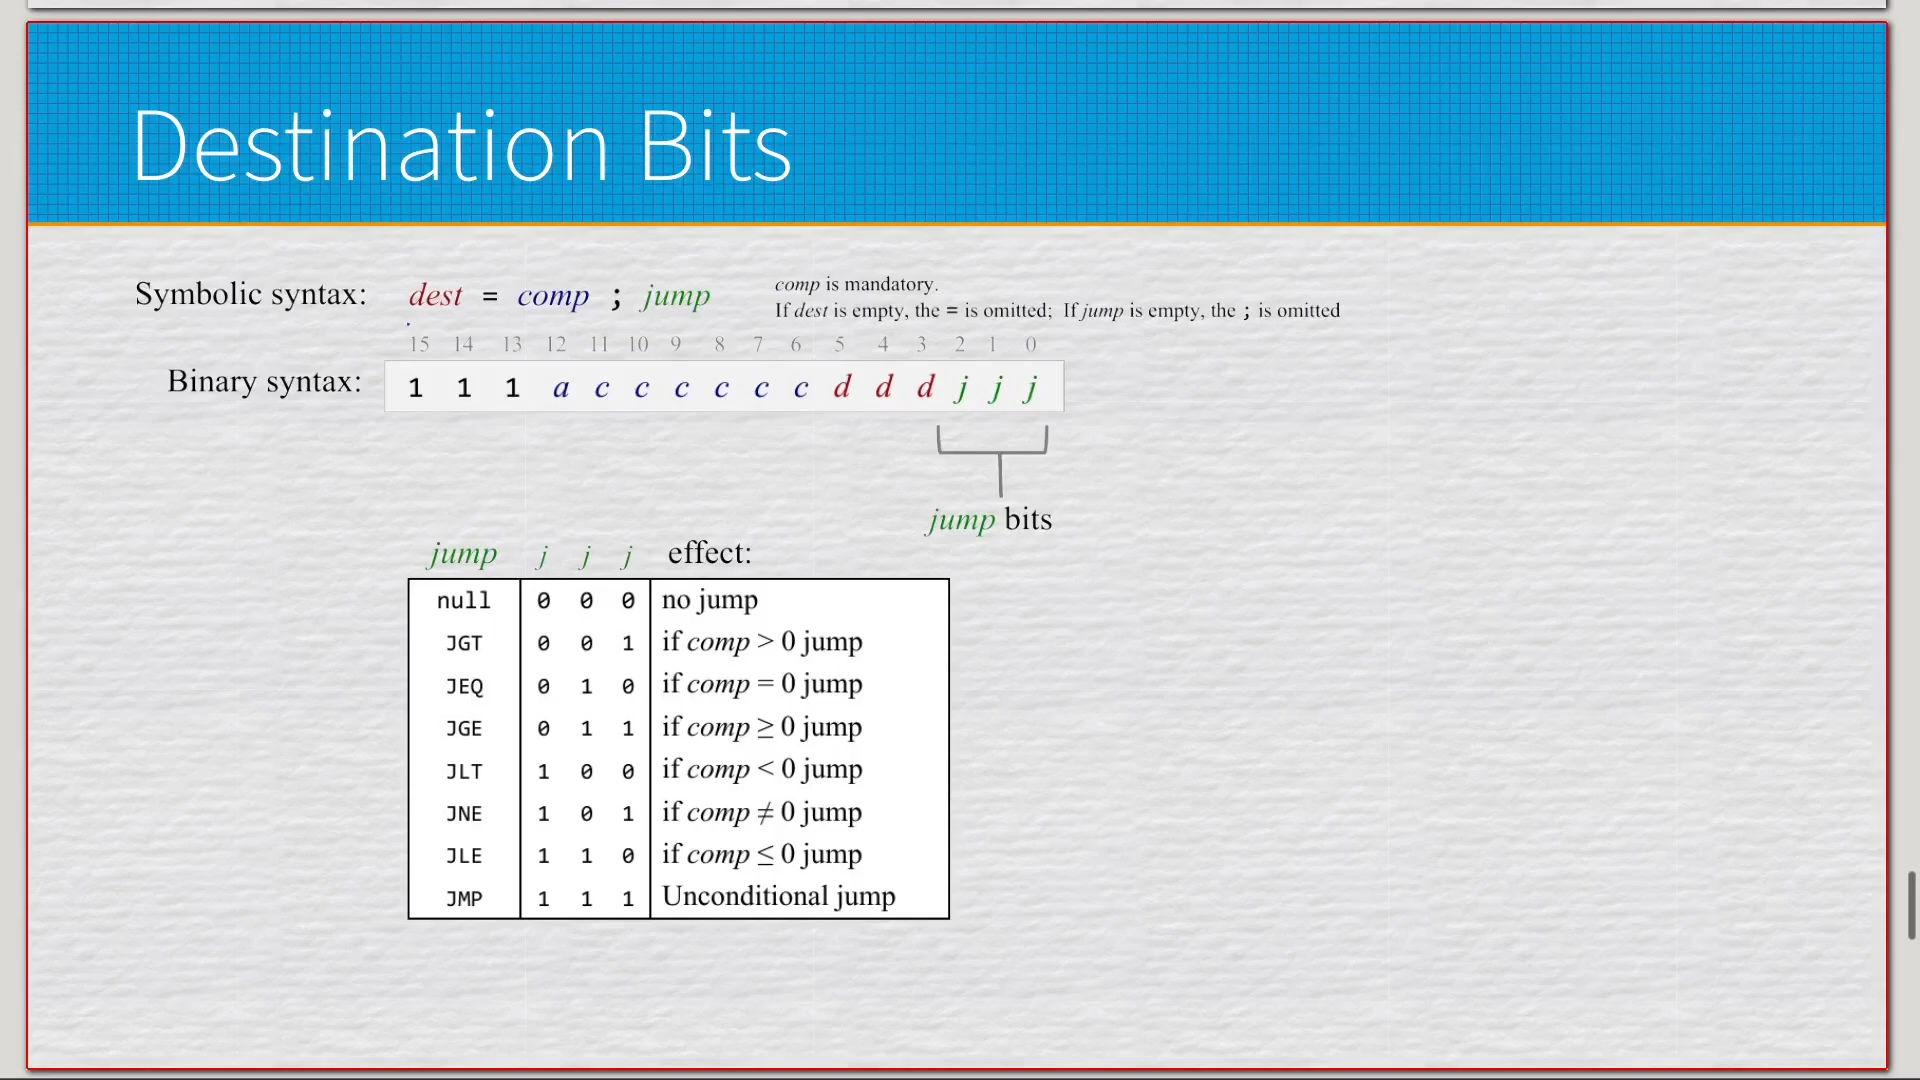 Destination Bits
Symbolic syntax: dest = comp ; jump
comp is mandatory.
If dest is empty, the = is omitted; If jump is empty, the ; is omitted
15 14 13 12 11 10 9 8 7 6 5 4 3 2 1 0
Binary syntax: 1 1 1 a c c c c c c d d d j j j
jump bits
jump j j j effect:
null 0 0 0 no jump
JGT 0 0 1 if comp > 0 jump
JEQ 0 1 0 if comp = 0 jump
JGE 0 1 1 if comp ≥ 0 jump
JLT 1 0 0 if comp < 0 jump
JNE 1 0 1 if comp ≠ 0 jump
JLE 1 1 0 if comp ≤ 0 jump
JMP 1 1 1 Unconditional jump